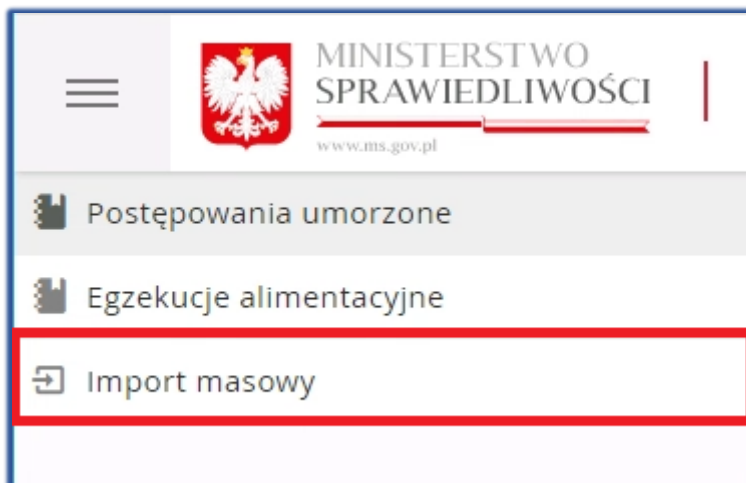 MINISTERSTWO
SPRAWIEDLIWOŚCI
www.ms.gov.pl
Postępowania umorzone
Egzekucje alimentacyjne
Import masowy